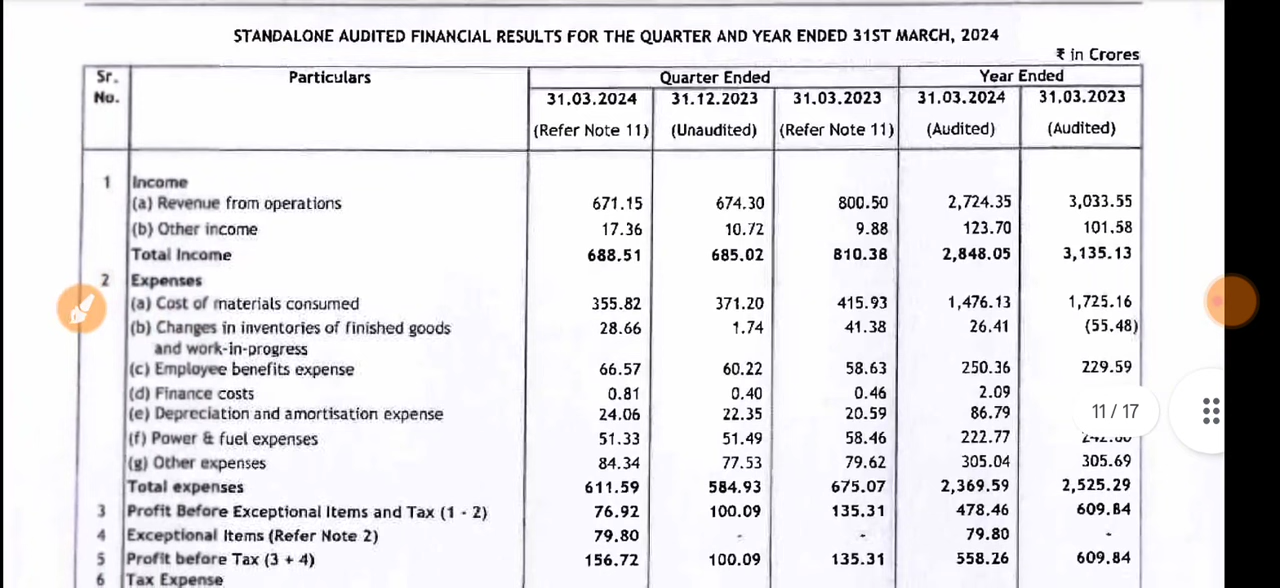 STANDALONE AUDITED FINANCIAL RESULTS FOR THE QUARTER AND YEAR ENDED 31ST MARCH, 2024
₹ in Crores
Sr. No. Particulars Quarter Ended Year Ended
31.03.2024 31.12.2023 31.03.2023 31.03.2024 31.03.2023
(Refer Note 11) (Unaudited) (Refer Note 11) (Audited) (Audited)
1 Income
(a) Revenue from operations 671.15 674.30 800.50 2,724.35 3,033.55
(b) Other income 17.36 10.72 9.88 123.70 101.58
Total Income 688.51 685.02 810.38 2,848.05 3,135.13
2 Expenses
(a) Cost of materials consumed 355.82 371.20 415.93 1,476.13 1,725.16
(b) Changes in inventories of finished goods 28.66 1.74 41.38 26.41 (55.48)
and work-in-progress
(c) Employee benefits expense 66.57 60.22 58.63 250.36 229.59
(d) Finance costs 0.81 0.40 0.46 2.09
(e) Depreciation and amortisation expense 24.06 22.35 20.59 86.79
11 / 17
(f) Power & fuel expenses 51.33 51.49 58.46 222.77
(g) Other expenses 84.34 77.53 79.62 305.04 305.69
Total expenses 611.59 584.93 675.07 2,369.59 2,525.29
3 Profit Before Exceptional Items and Tax (1 - 2) 76.92 100.09 135.31 478.46 609.84
4 Exceptional Items (Refer Note 2) 79.80 - - 79.80 -
5 Profit before Tax (3 + 4) 156.72 100.09 135.31 558.26 609.84
6 Tax Expense